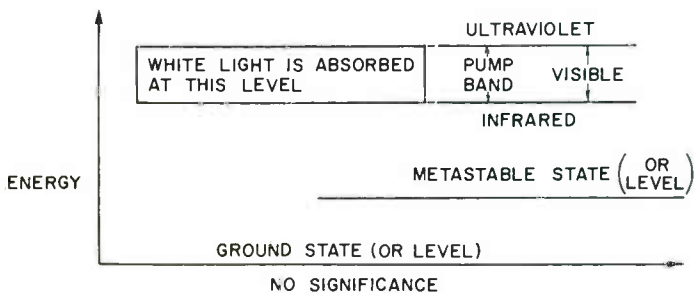 ULTRAVIOLET
WHITE LIGHT IS ABSORBED
AT THIS LEVEL
PUMP
BAND
VISIBLE
INFRARED
ENERGY
METASTABLE STATE (OR
LEVEL)
GROUND STATE (OR LEVEL)
NO SIGNIFICANCE